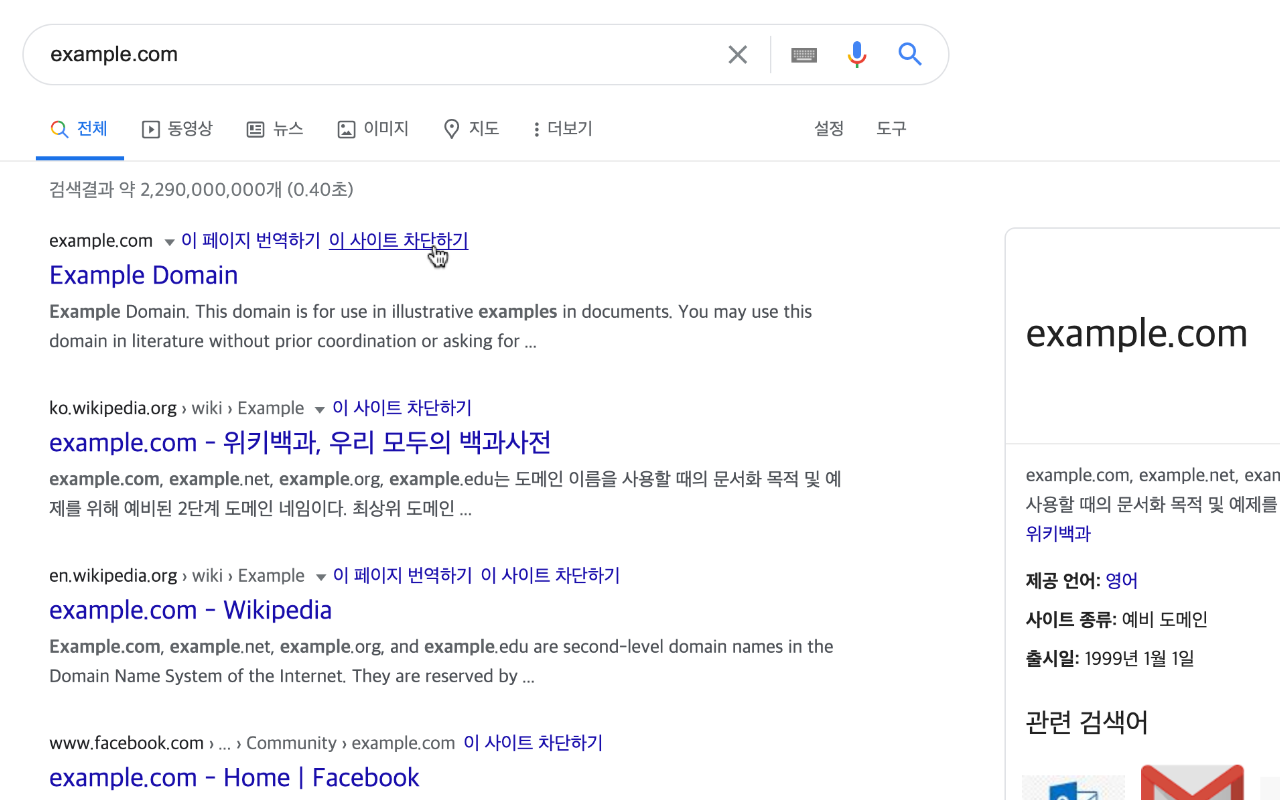 example.com
전체 동영상 뉴스 이미지 지도 더보기 설정 도구
검색결과 약 2,290,000,000개 (0.40초)
example.com 이 페이지 번역하기 이 사이트 차단하기
Example Domain
Example Domain. This domain is for use in illustrative examples in documents. You may use this
domain in literature without prior coordination or asking for ...
ko.wikipedia.org › wiki › Example 이 사이트 차단하기
example.com - 위키백과, 우리 모두의 백과사전
example.com, example.net, example.org, example.edu는 도메인 이름을 사용할 때의 문서화 목적 및 예
제를 위해 예비된 2단계 도메인 네임이다. 최상위 도메인 ...
en.wikipedia.org › wiki › Example 이 페이지 번역하기 이 사이트 차단하기
example.com - Wikipedia
Example.com, example.net, example.org, and example.edu are second-level domain names in the
Domain Name System of the Internet. They are reserved by ...
www.facebook.com › ... › Community › example.com 이 사이트 차단하기
example.com - Home | Facebook
example.com
example.com, example.net,
사용할 때의 문서화 목적 및 예제를
위키백과
제공 언어: 영어
사이트 종류: 예비 도메인
출시일: 1999년 1월 1일
관련 검색어